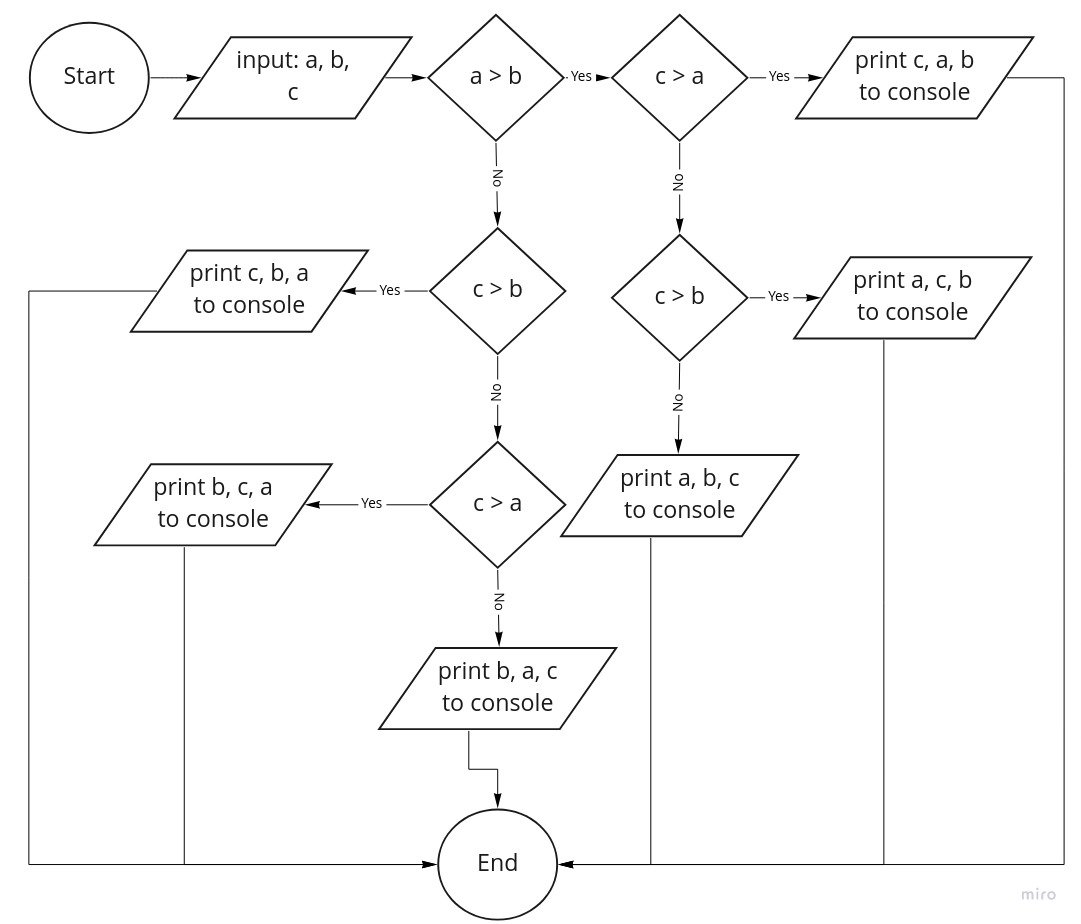 Start
input: a, b,
c
a > b
Yes
c > a
Yes
print c, a, b
to console
No
No
print c, b, a
to console
Yes
c > b
c > b
Yes
print a, c, b
to console
No
No
print b, c, a
to console
Yes
c > a
print a, b, c
to console
No
print b, a, c
to console
End
miro